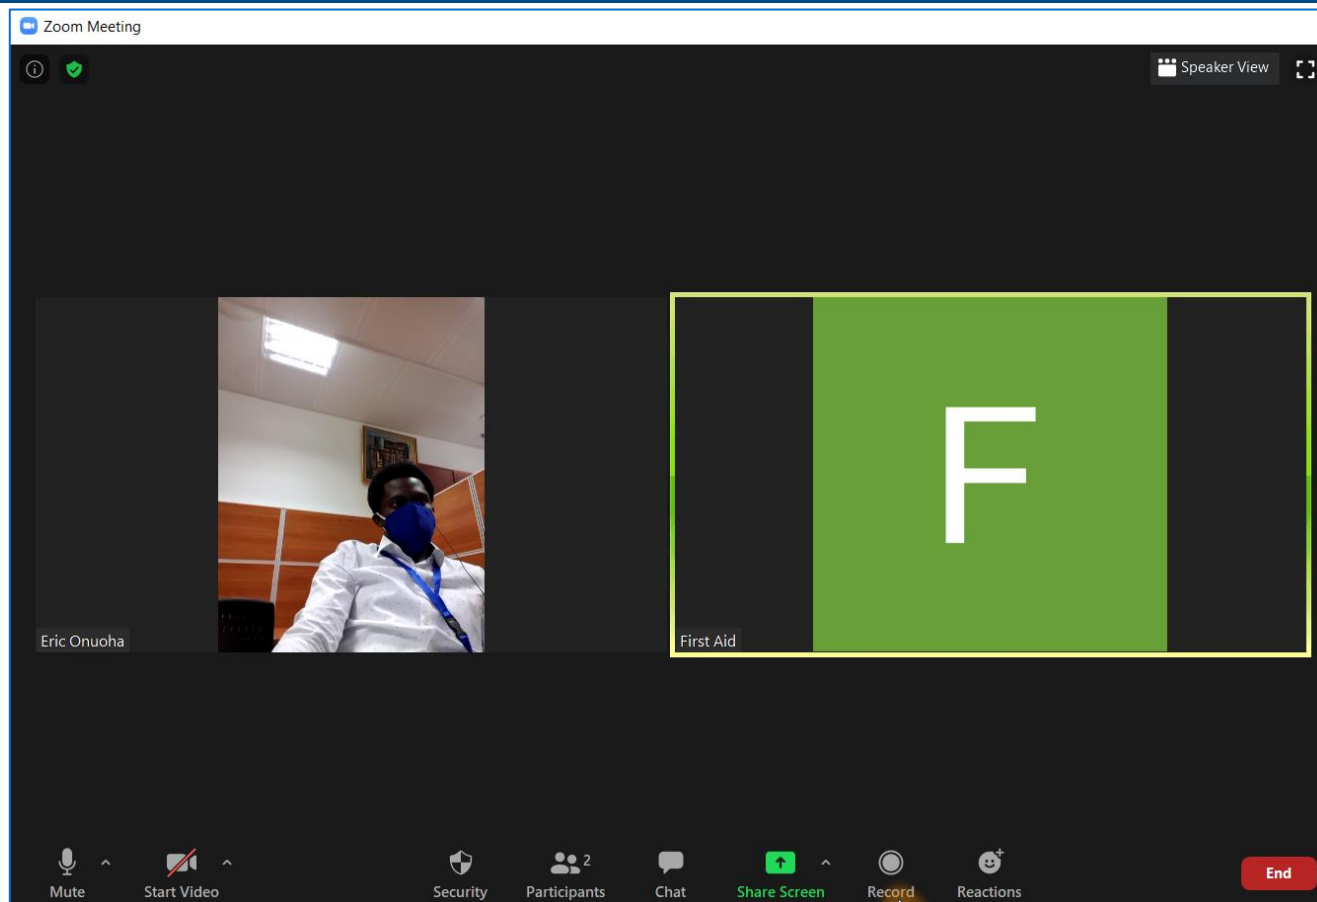 Zoom Meeting
Speaker View
F
Eric Onuoha
First Aid
2
Mute
Start Video
Security
Participants
Chat
Share Screen
Record
Reactions
End